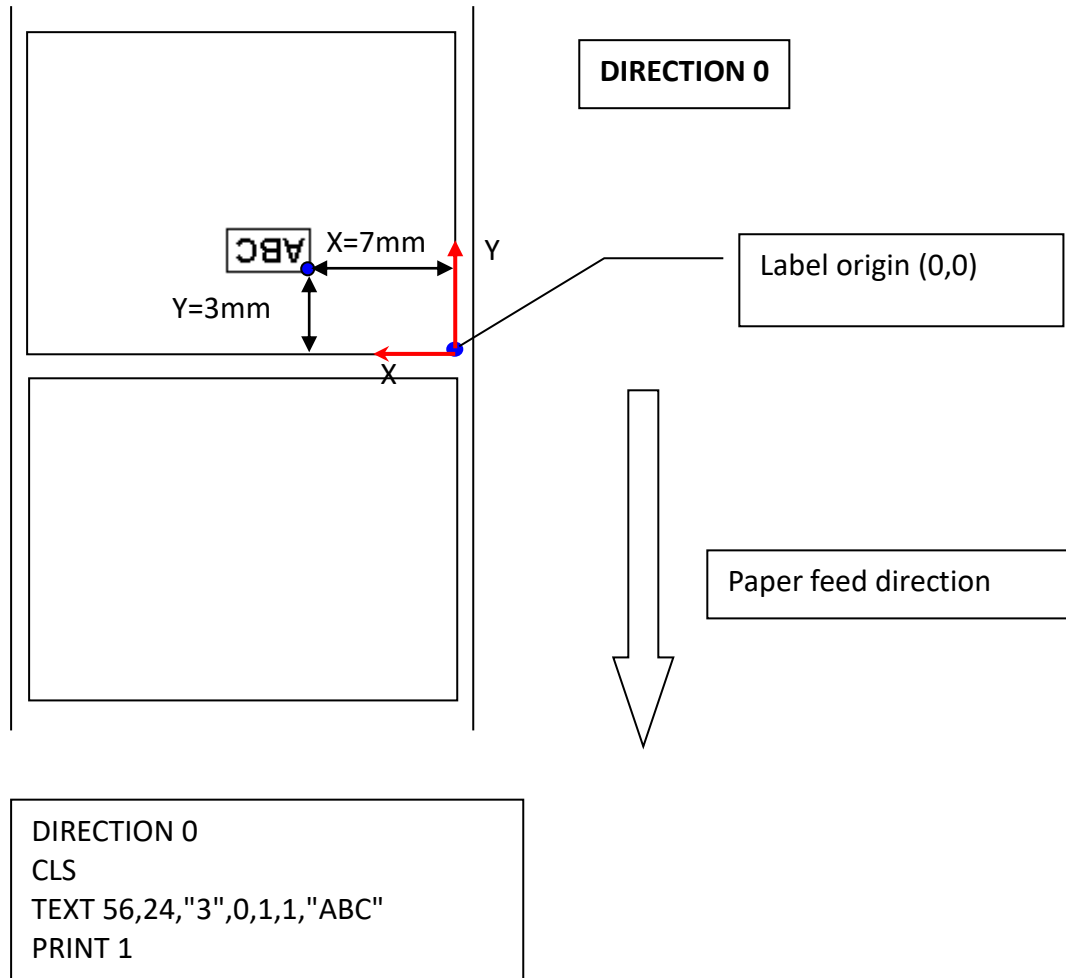 DIRECTION 0
ABC
X=7mm
Y
Label origin (0,0)
Y=3mm
X
Paper feed direction
DIRECTION 0
CLS
TEXT 56,24,"3",0,1,1,"ABC"
PRINT 1